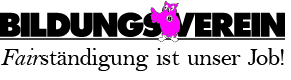 BILDUNGSVEREIN
Fairständigung ist unser Job!